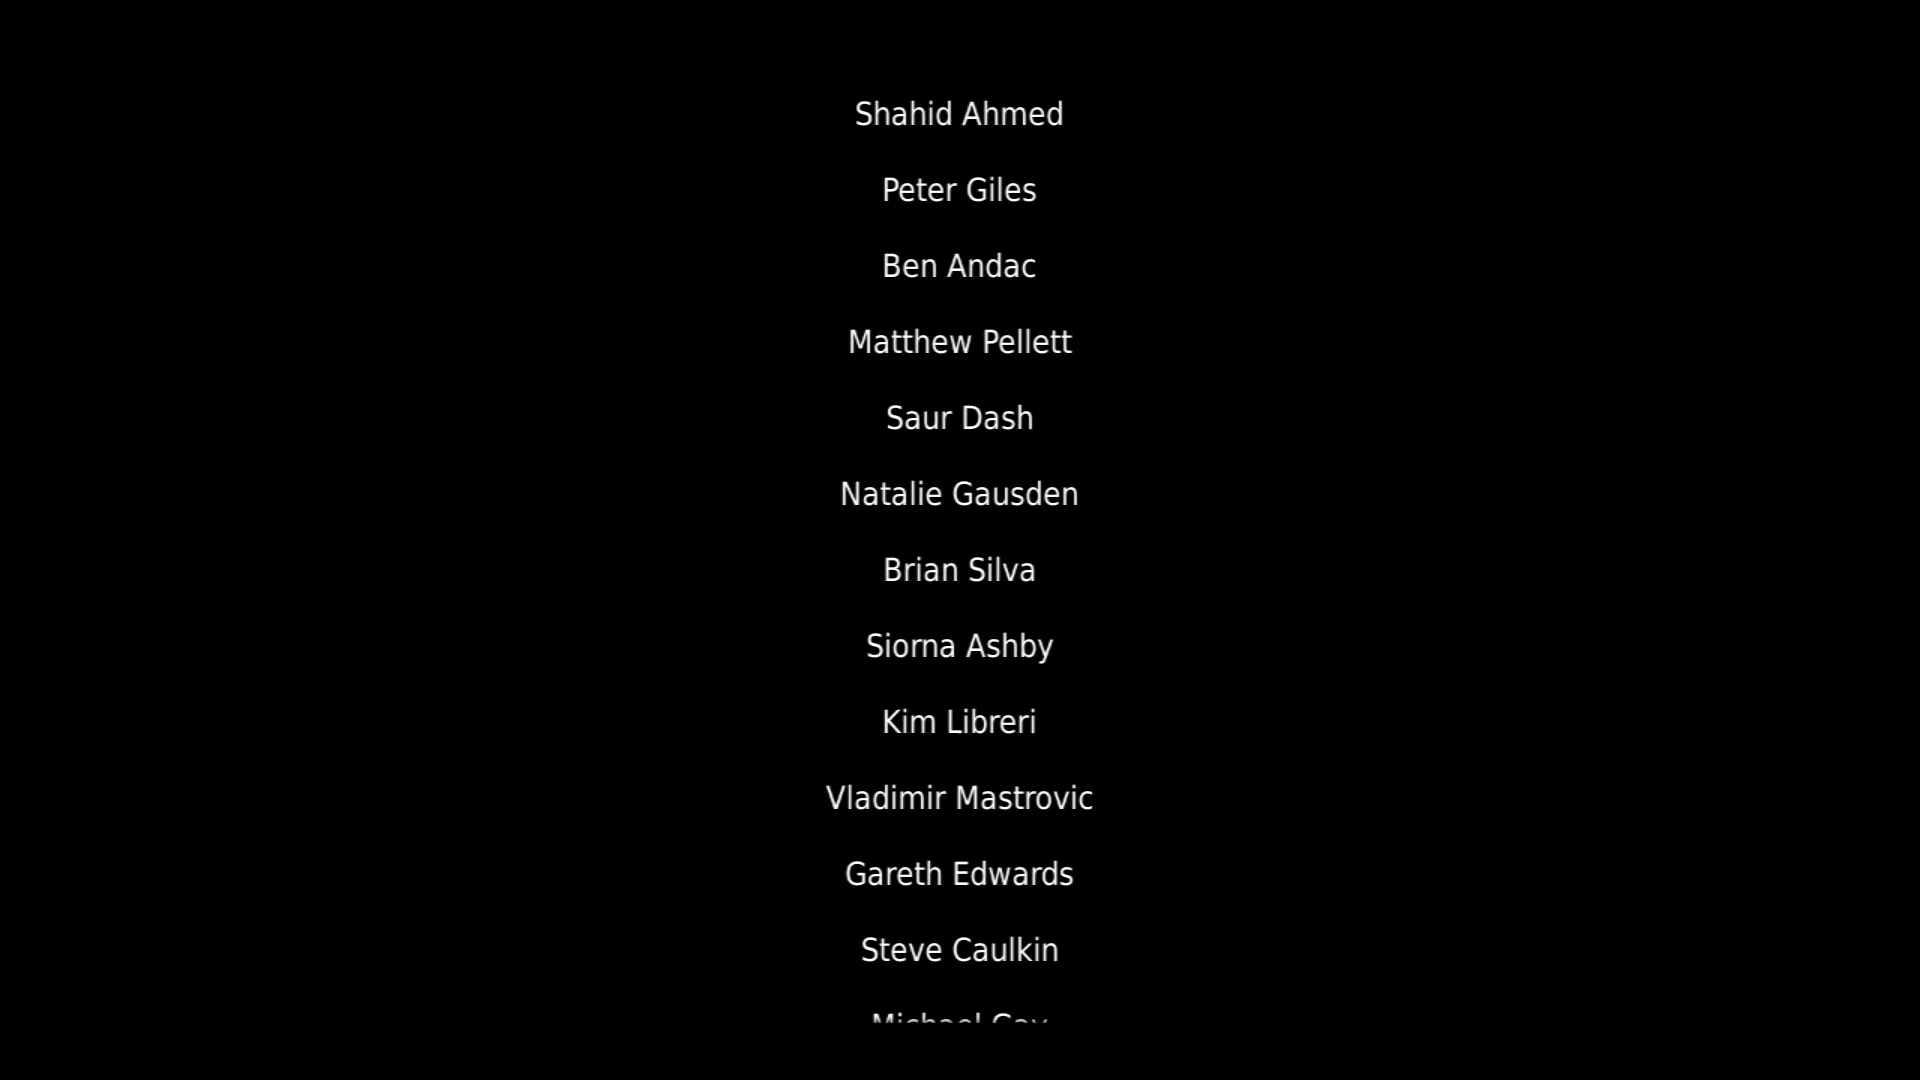 Shahid Ahmed
Peter Giles
Ben Andac
Matthew Pellett
Saur Dash
Natalie Gausden
Brian Silva
Siorna Ashby
Kim Libreri
Vladimir Mastrovic
Gareth Edwards
Steve Caulkin
Michael